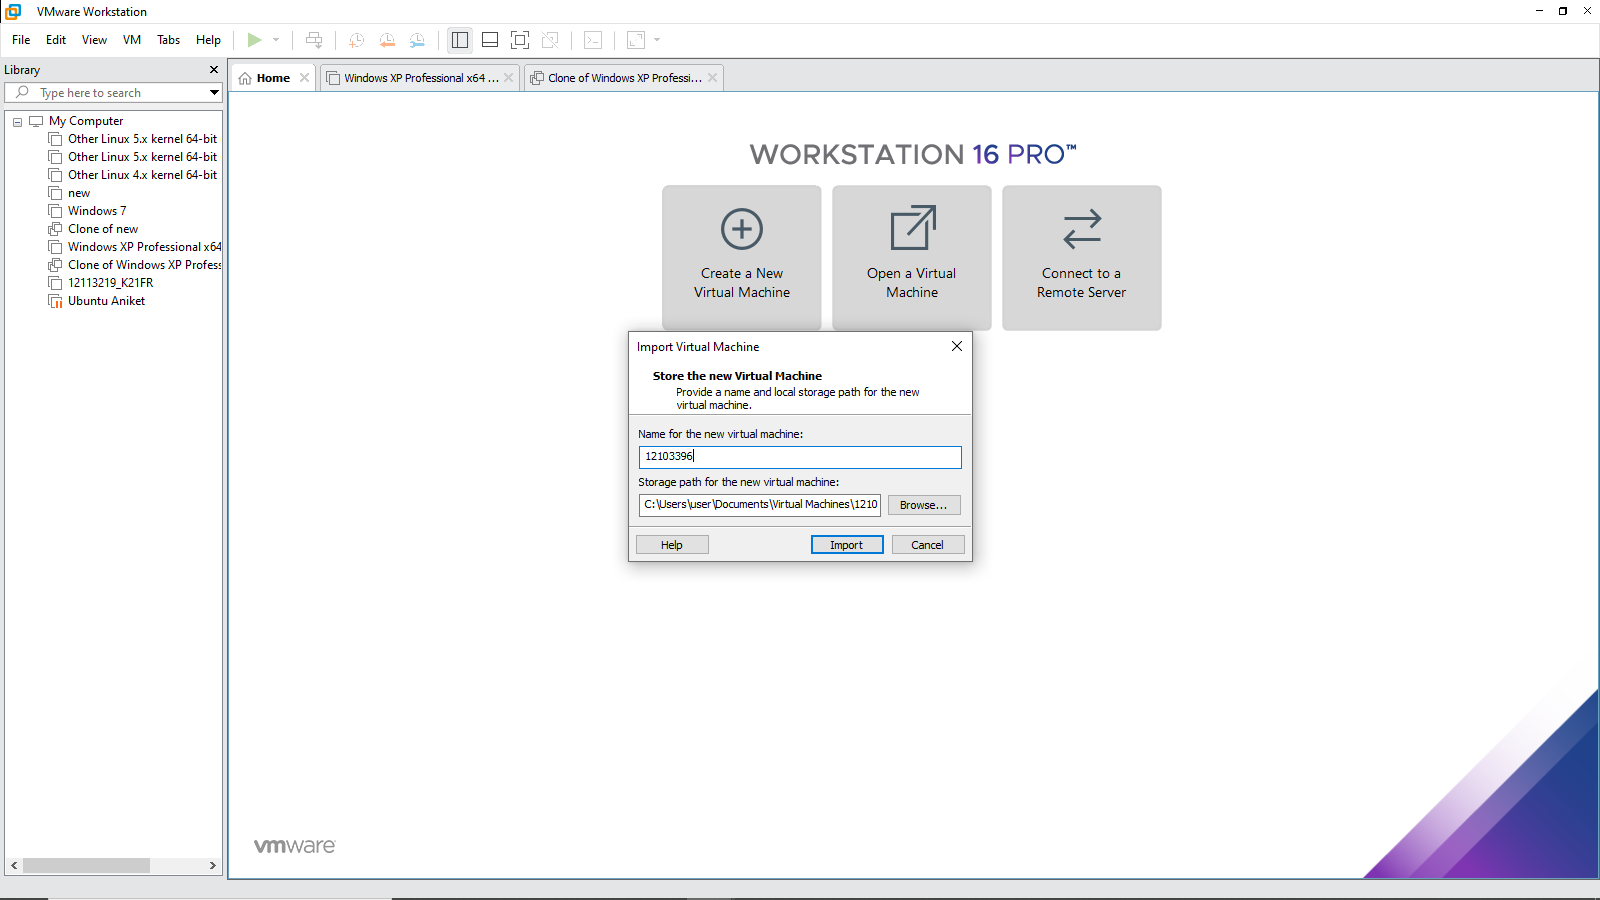 VMware Workstation
File Edit View VM Tabs Help
Library
Type here to search
My Computer
Other Linux 5.x kernel 64-bit
Other Linux 5.x kernel 64-bit
Other Linux 4.x kernel 64-bit
new
Windows 7
Clone of new
Windows XP Professional x64
Clone of Windows XP Profess
12113219_K21FR
Ubuntu Aniket
Home
Windows XP Professional x64 ...
Clone of Windows XP Professi...
WORKSTATION 16 PRO™
Create a New
Virtual Machine
Open a Virtual
Machine
Connect to a
Remote Server
Import Virtual Machine
Store the new Virtual Machine
Provide a name and local storage path for the new
virtual machine.
Name for the new virtual machine:
12103396
Storage path for the new virtual machine:
C:\Users\user\Documents\Virtual Machines\1210
Browse...
Help Import Cancel
vmware